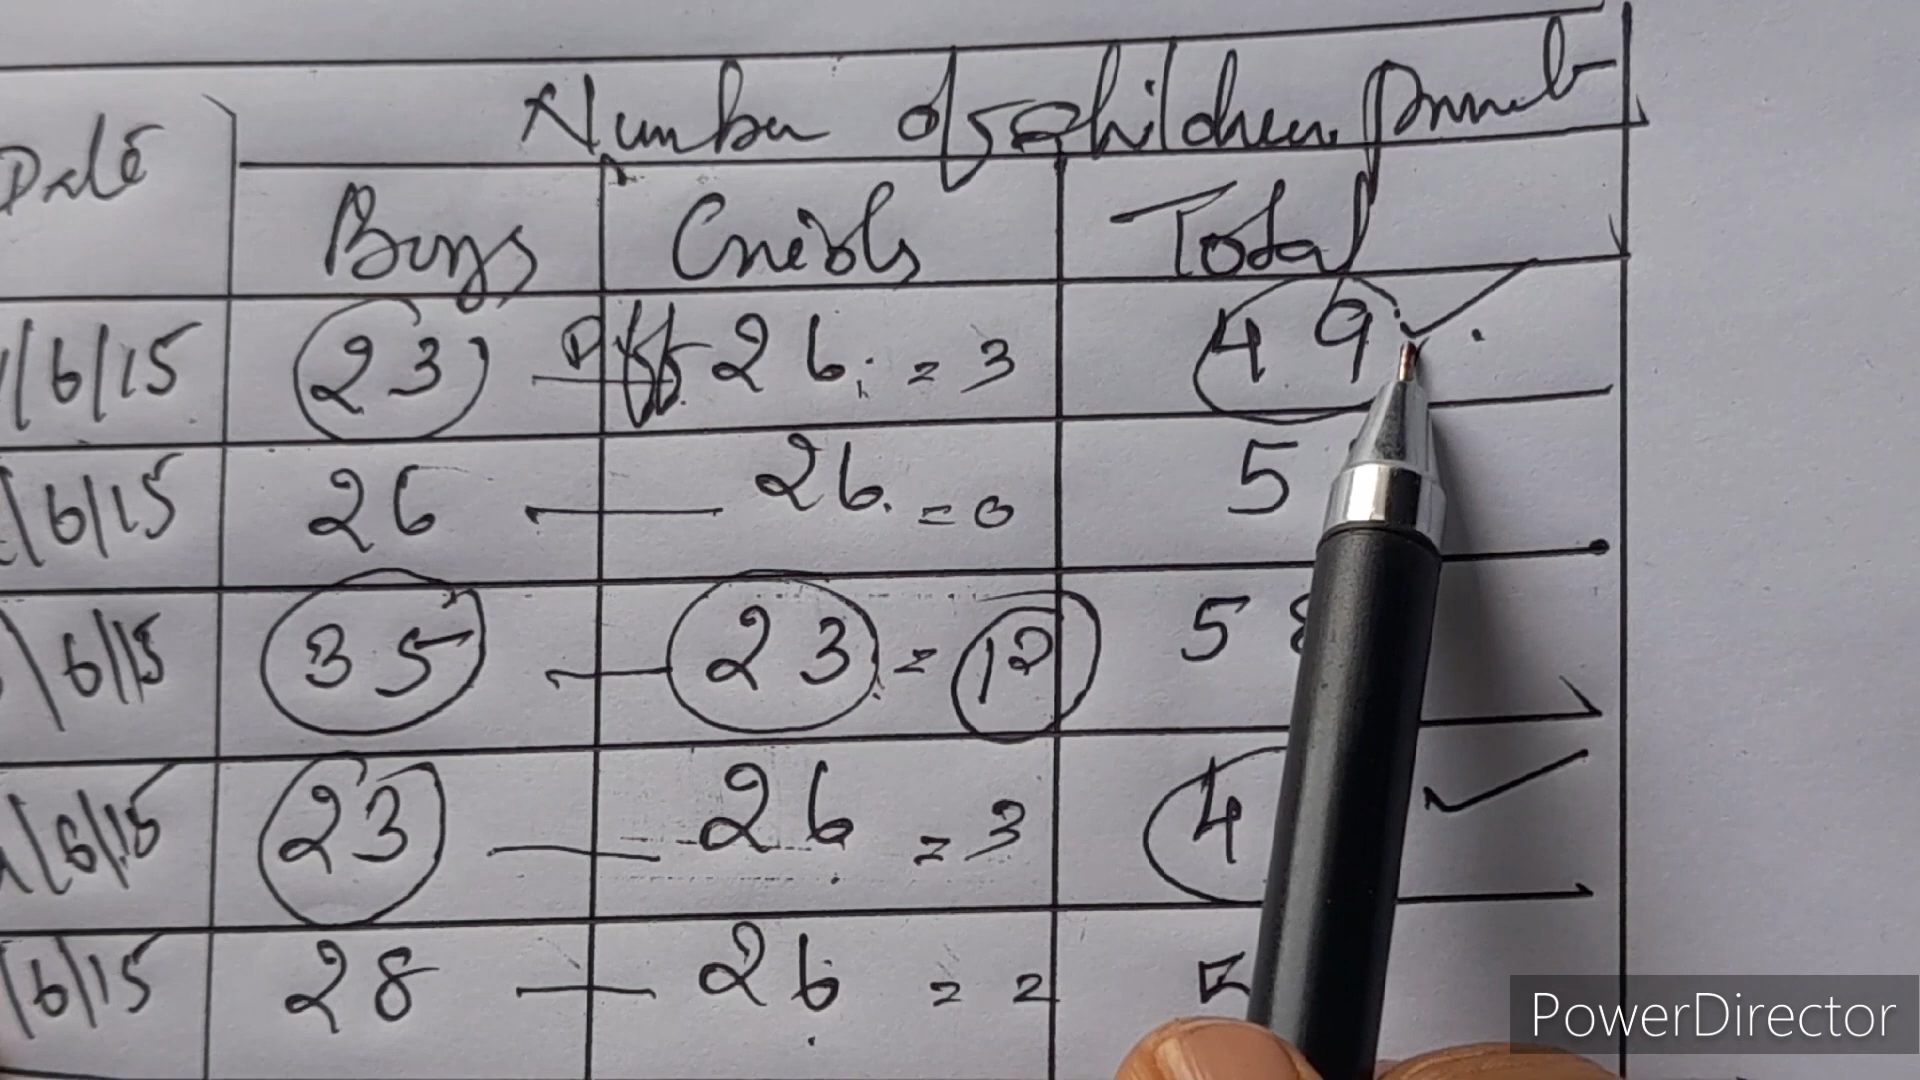 Number of children present
Date Boys Girls Total
/6/15 23 Diff 26 = 3 49
/6/15 26 — 26 = 0 5
/6/15 35 — 23 = 12 58
/6/15 23 — 26 = 3 4
/6/15 28 — 26 = 2 5
PowerDirector